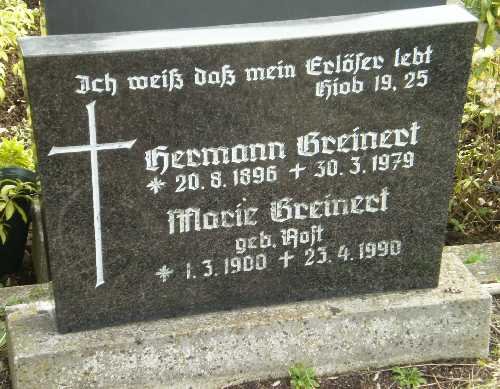 Ich weiß daß mein Erlöser lebt
Hiob 19, 25
Hermann Greinert
* 20. 8. 1896 + 30. 3. 1979
Marie Greinert
geb. Rost
* 1. 3. 1900 + 23. 4. 1990